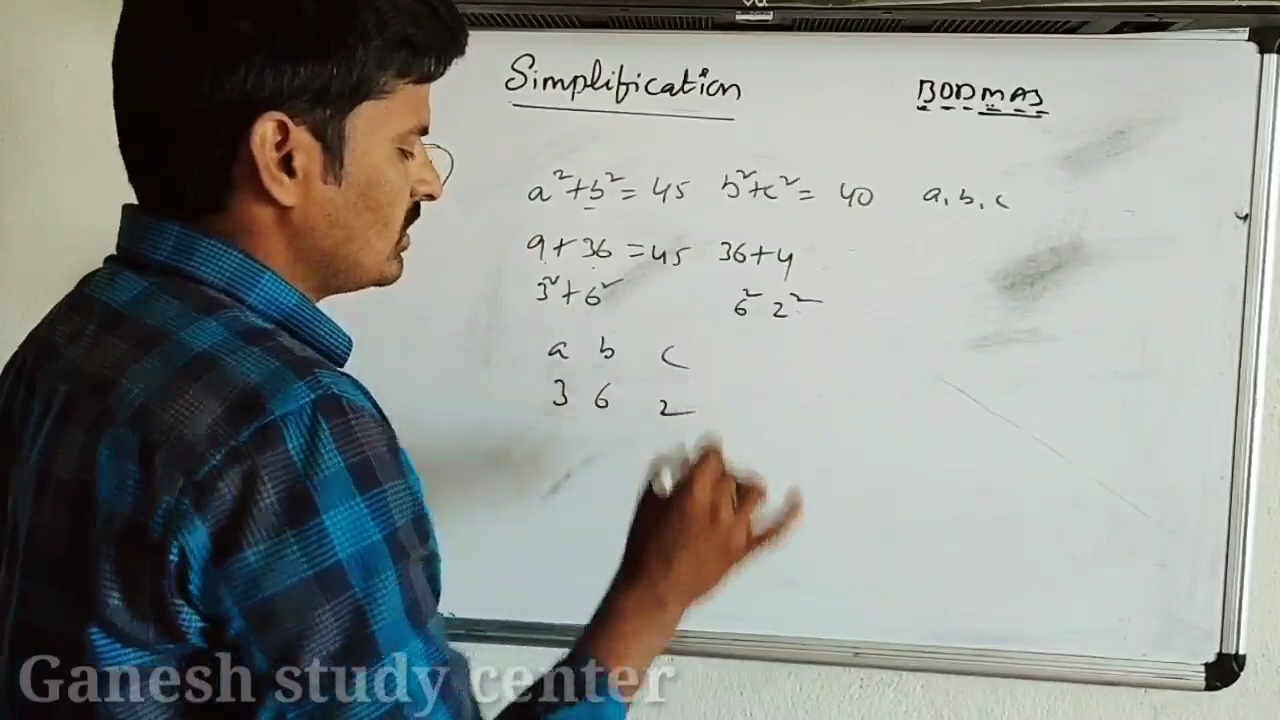 Simplification
BODMAS
a²+b²=45 b²+c²=40 a,b,c
9+36=45 36+4
3²+6² 6² 2²
a b c
3 6 2
Ganesh study center